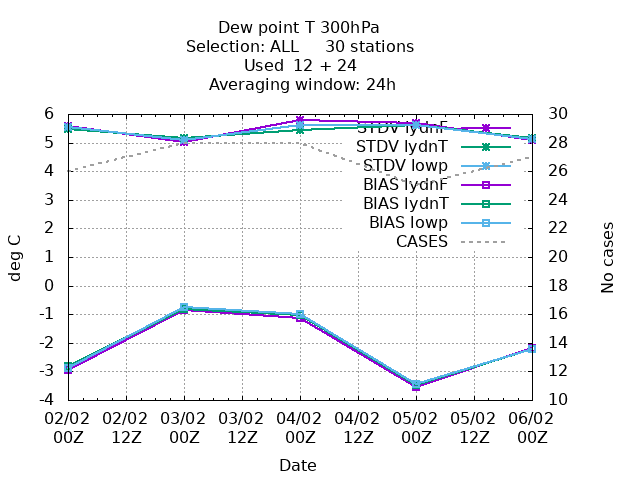 Dew point T 300hPa
Selection: ALL 30 stations
Used 12 + 24
Averaging window: 24h
6 30
STDV lydnF
5 28
STDV lydnT
STDV lowp
4 26
BIAS lydnF
3 24
BIAS lydnT
2 22
BIAS lowp
CASES
1 20
0 18
-1 16
-2 14
-3 12
-4 10
deg C
No cases
02/02 02/02 03/02 03/02 04/02 04/02 05/02 05/02 06/02
00Z 12Z 00Z 12Z 00Z 12Z 00Z 12Z 00Z
Date